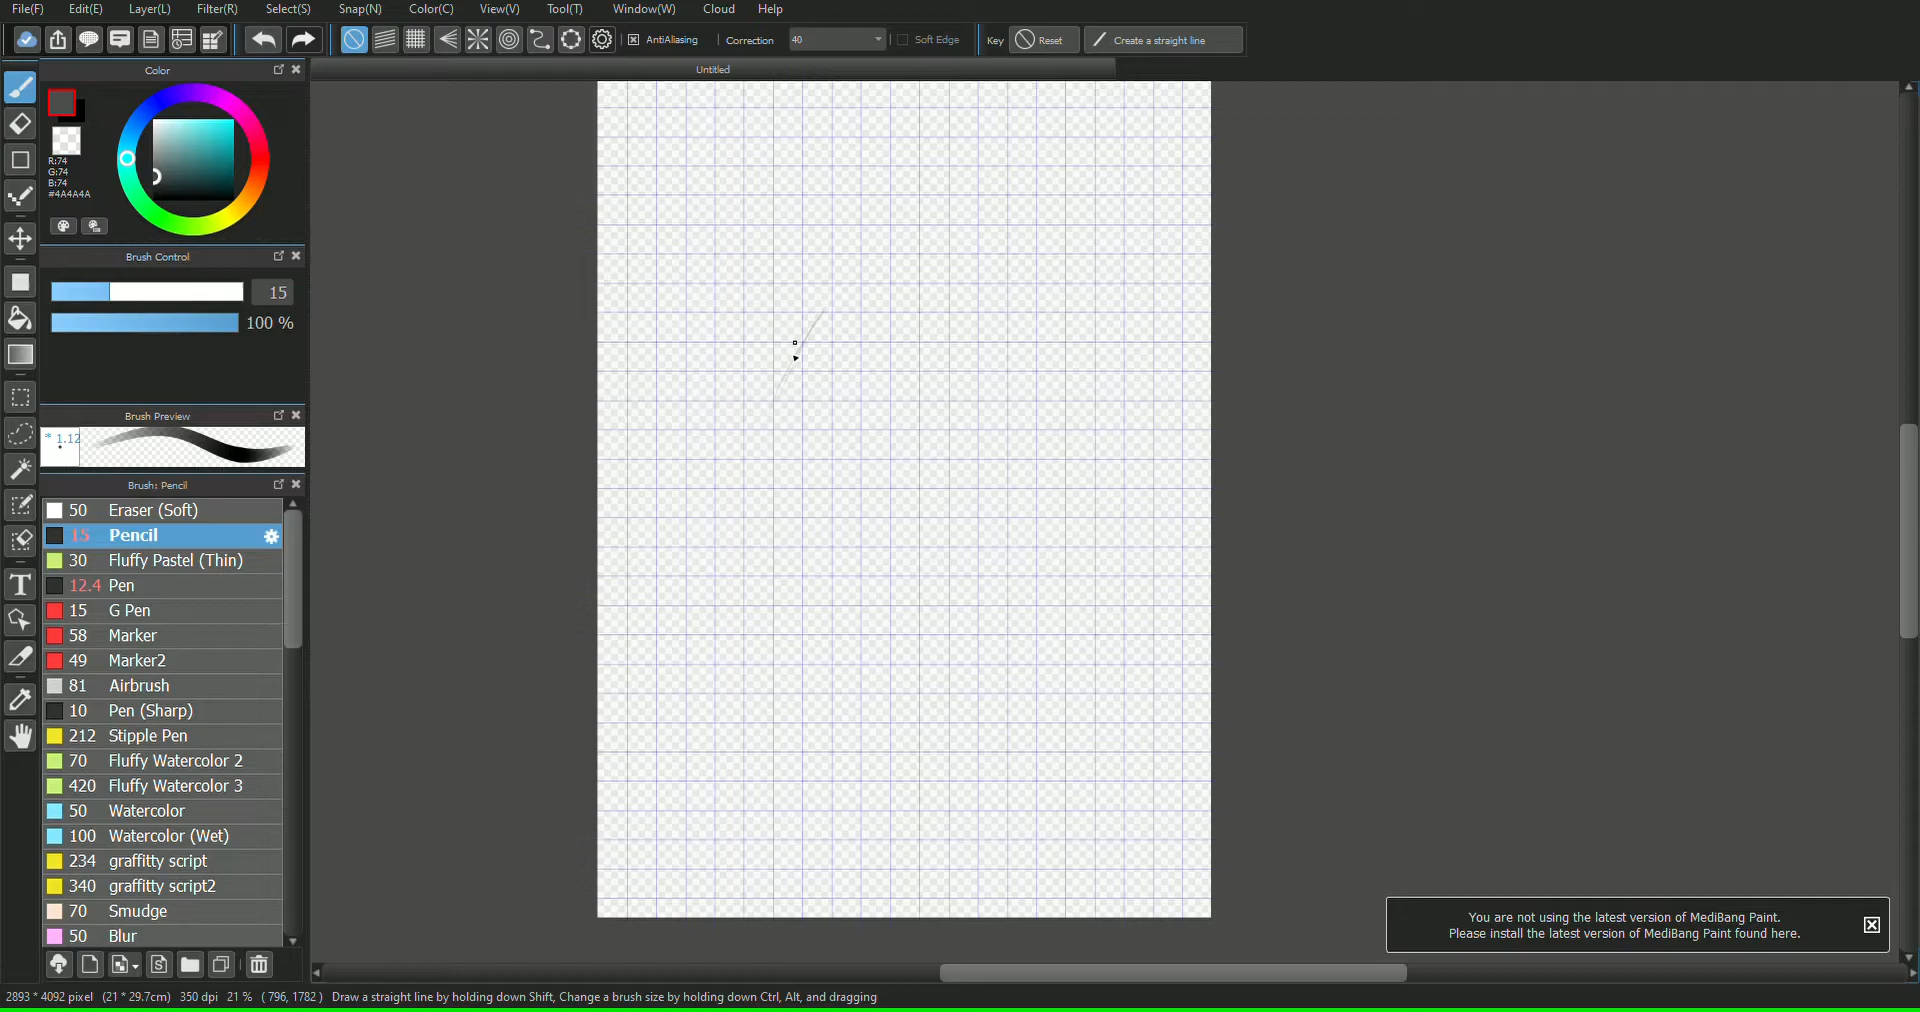 File(F) Edit(E) Layer(L) Filter(R) Select(S) Snap(N) Color(C) View(V) Tool(T) Window(W) Cloud Help
AntiAliasing Correction 40 Soft Edge Key Reset Create a straight line
Color
Untitled
R:74
G:74
B:74
#4A4A4A
Brush Control
15
100 %
Brush Preview
* 1.12
Brush: Pencil
50 Eraser (Soft)
15 Pencil
30 Fluffy Pastel (Thin)
12.4 Pen
15 G Pen
58 Marker
49 Marker2
81 Airbrush
10 Pen (Sharp)
212 Stipple Pen
70 Fluffy Watercolor 2
420 Fluffy Watercolor 3
50 Watercolor
100 Watercolor (Wet)
234 graffitty script
340 graffitty script2
70 Smudge
50 Blur
You are not using the latest version of MediBang Paint.
Please install the latest version of MediBang Paint found here.
2893 * 4092 pixel (21 * 29.7cm) 350 dpi 21 % ( 796, 1782 ) Draw a straight line by holding down Shift, Change a brush size by holding down Ctrl, Alt, and dragging